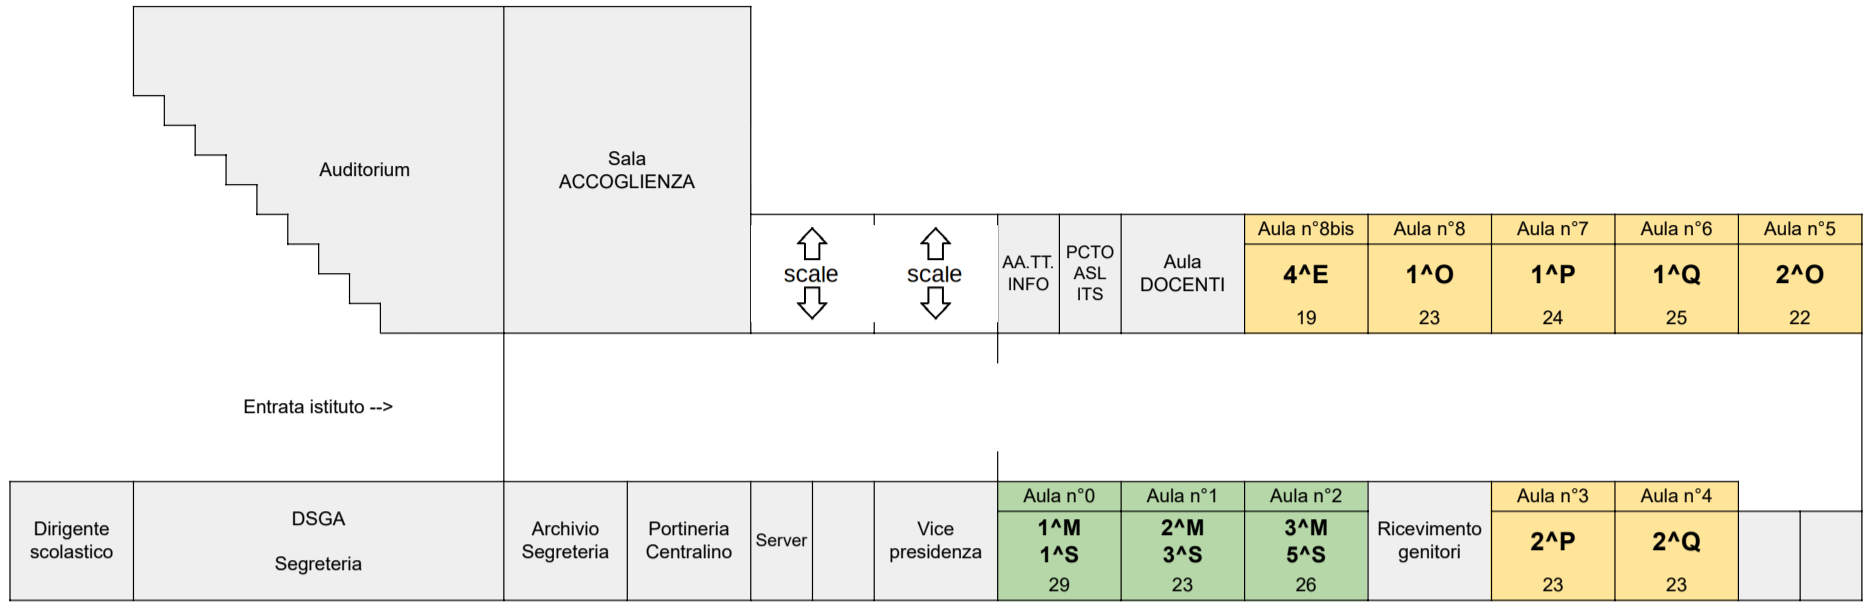 Auditorium
Sala
ACCOGLIENZA
scale
scale
AA.TT.
INFO
PCTO
ASL
ITS
Aula
DOCENTI
Aula n°8bis
4^E
19
Aula n°8
1^O
23
Aula n°7
1^P
24
Aula n°6
1^Q
25
Aula n°5
2^O
22
Entrata istituto -->
Dirigente
scolastico
DSGA
Segreteria
Archivio
Segreteria
Portineria
Centralino
Server
Vice
presidenza
Aula n°0
1^M
1^S
29
Aula n°1
2^M
3^S
23
Aula n°2
3^M
5^S
26
Ricevimento
genitori
Aula n°3
2^P
23
Aula n°4
2^Q
23